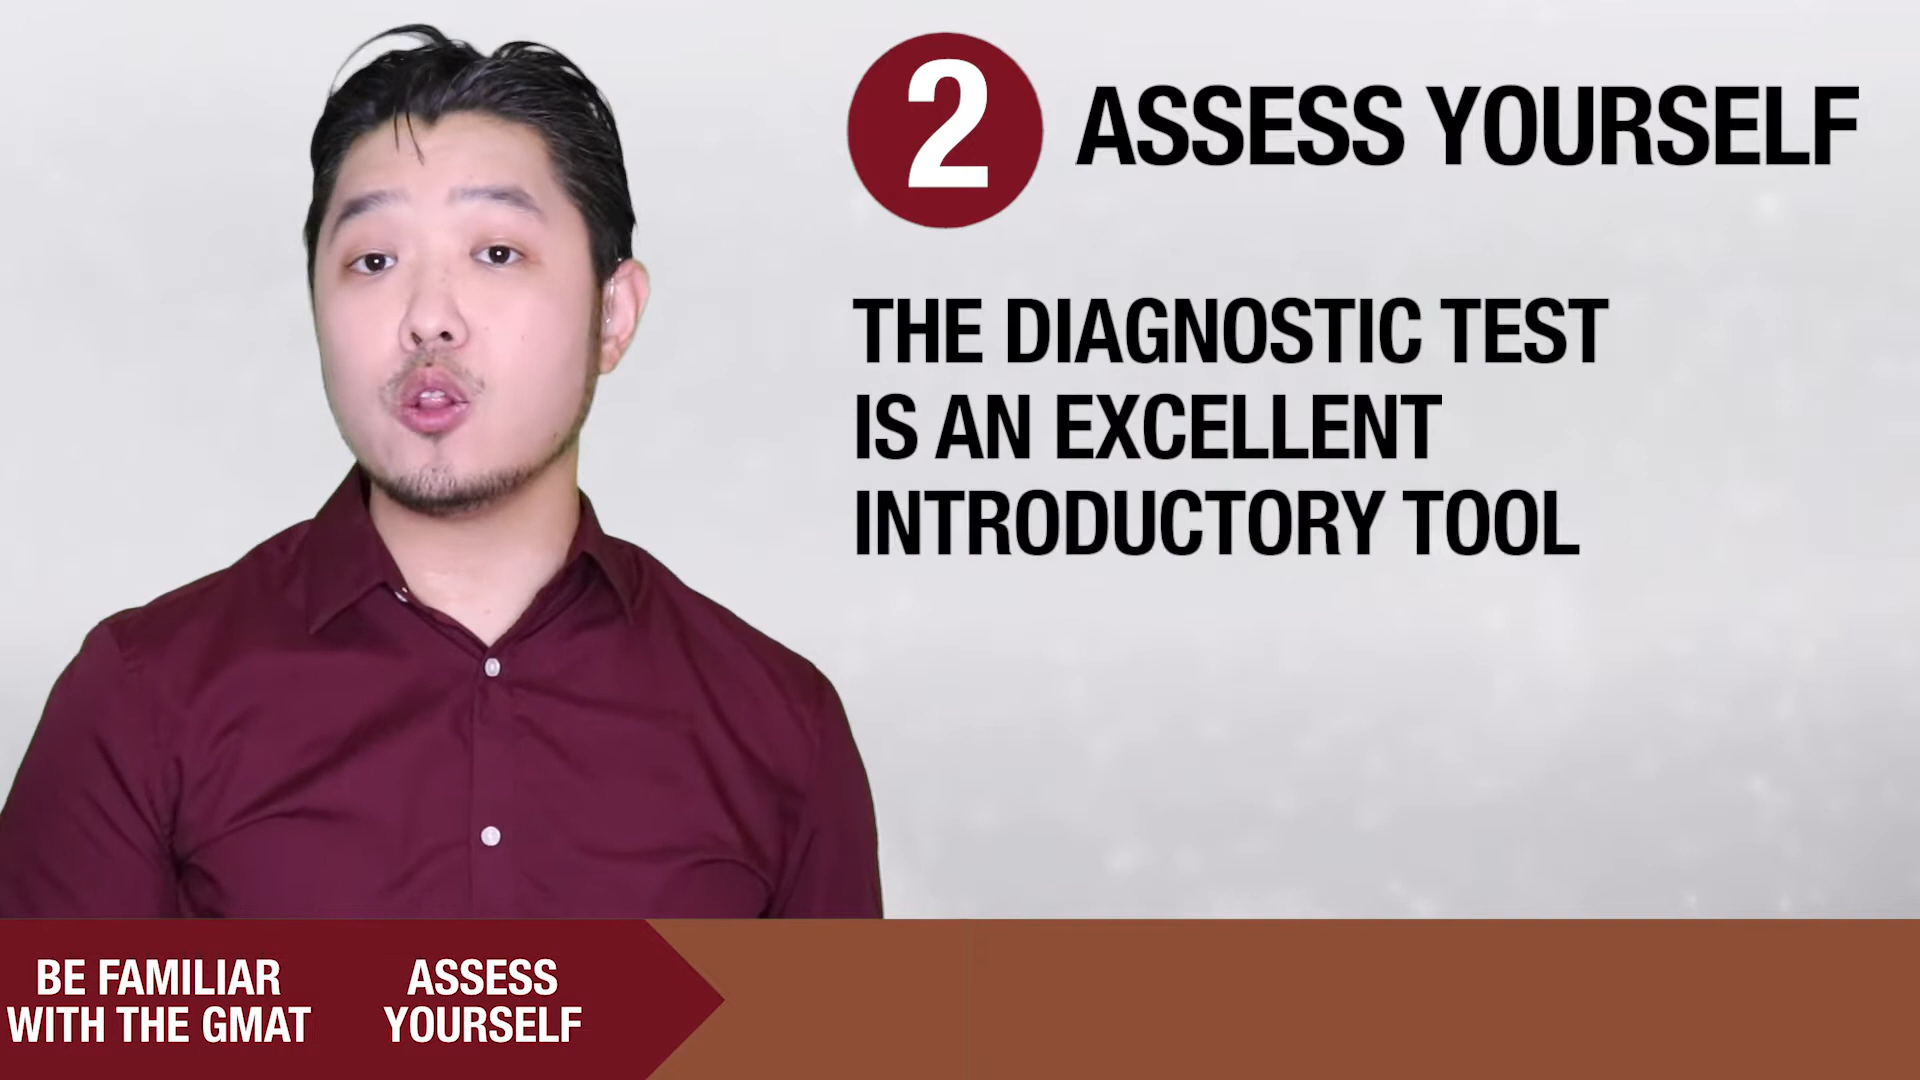 2 ASSESS YOURSELF
THE DIAGNOSTIC TEST
IS AN EXCELLENT
INTRODUCTORY TOOL
BE FAMILIAR
WITH THE GMAT
ASSESS
YOURSELF